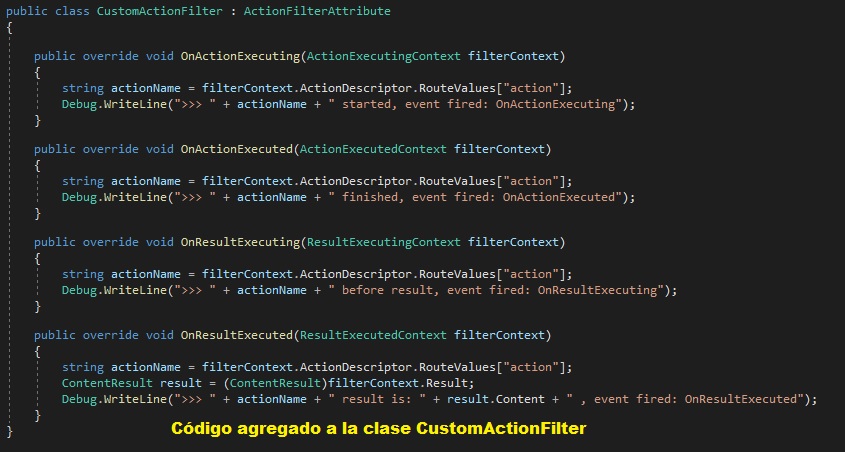 public class CustomActionFilter : ActionFilterAttribute
{
public override void OnActionExecuting(ActionExecutingContext filterContext)
{
string actionName = filterContext.ActionDescriptor.RouteValues["action"];
Debug.WriteLine(">>> " + actionName + " started, event fired: OnActionExecuting");
}
public override void OnActionExecuted(ActionExecutedContext filterContext)
{
string actionName = filterContext.ActionDescriptor.RouteValues["action"];
Debug.WriteLine(">>> " + actionName + " finished, event fired: OnActionExecuted");
}
public override void OnResultExecuting(ResultExecutingContext filterContext)
{
string actionName = filterContext.ActionDescriptor.RouteValues["action"];
Debug.WriteLine(">>> " + actionName + " before result, event fired: OnResultExecuting");
}
public override void OnResultExecuted(ResultExecutedContext filterContext)
{
string actionName = filterContext.ActionDescriptor.RouteValues["action"];
ContentResult result = (ContentResult)filterContext.Result;
Debug.WriteLine(">>> " + actionName + " result is: " + result.Content + " , event fired: OnResultExecuted");
}
}
Código agregado a la clase CustomActionFilter